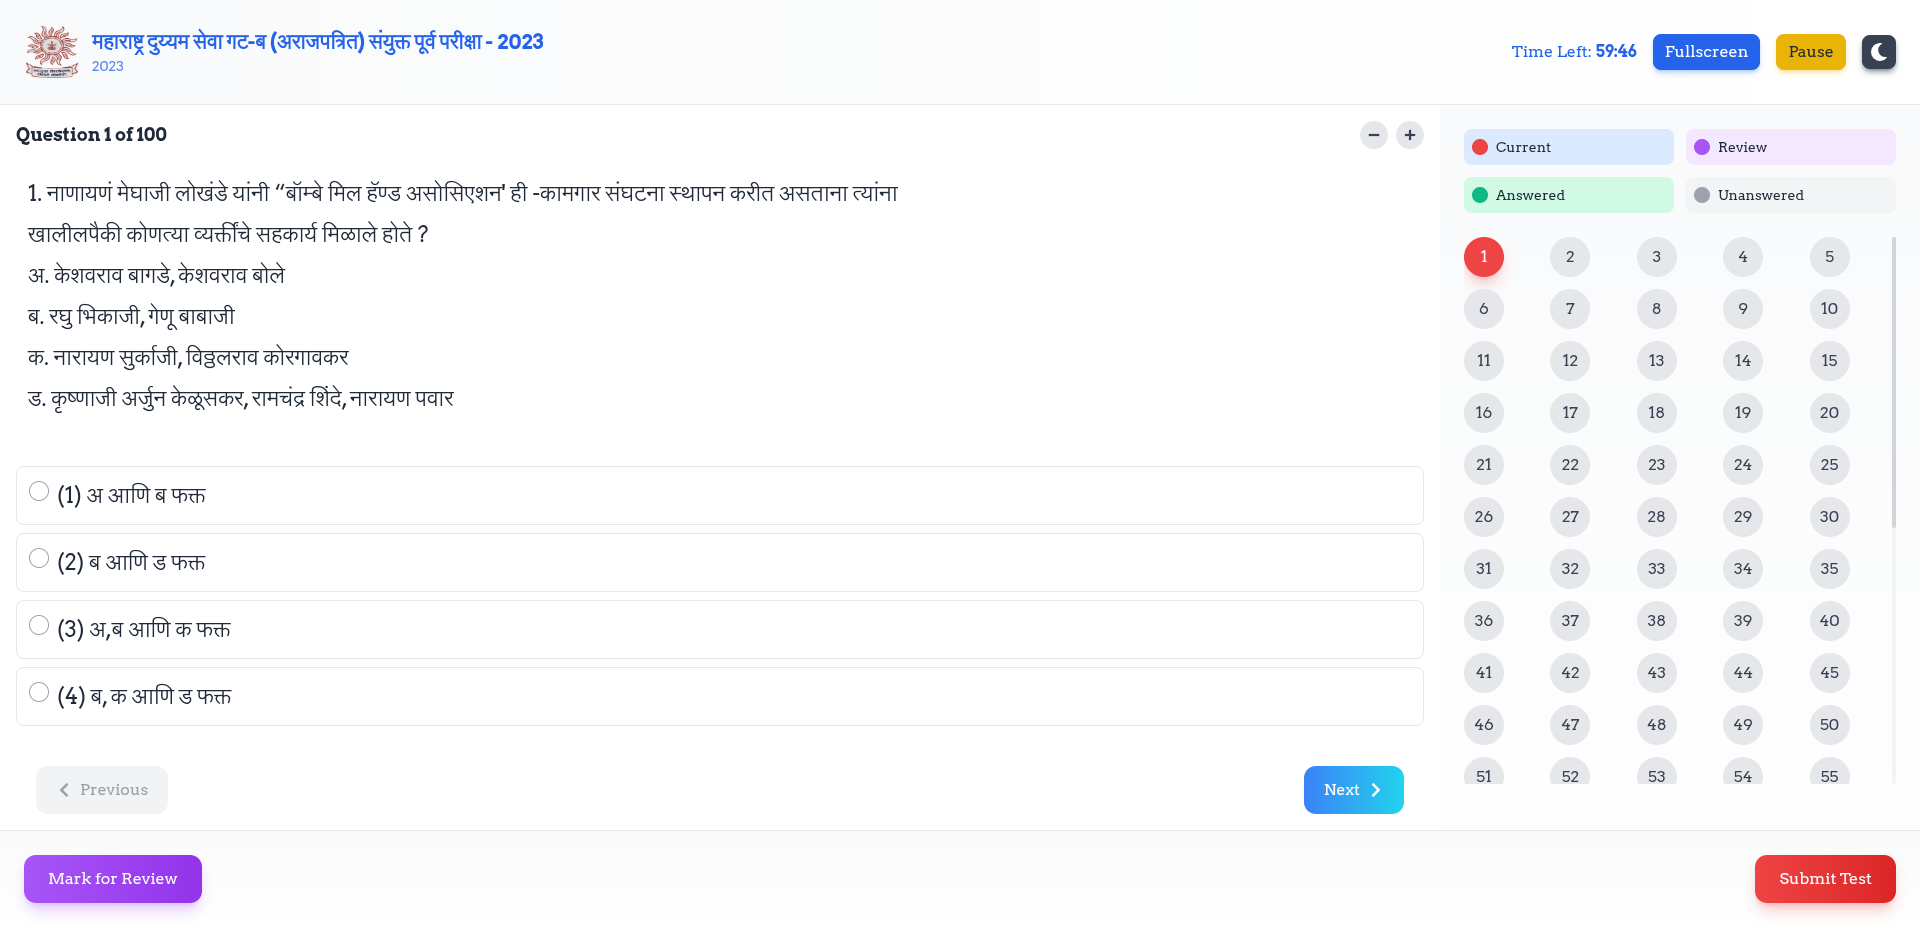 महाराष्ट्र दुय्यम सेवा गट-ब (अराजपत्रित) संयुक्त पूर्व परीक्षा - 2023
2023
Time Left: 59:46
Fullscreen
Pause
Question 1 of 100
1. नाणायणं मेघाजी लोखंडे यांनी “बॉम्बे मिल हॅण्ड असोसिएशन' ही -कामगार संघटना स्थापन करीत असताना त्यांना
खालीलपैकी कोणत्या व्यर्क्तींचे सहकार्य मिळाले होते ?
अ. केशवराव बागडे, केशवराव बोले
ब. रघु भिकाजी, गेणू बाबाजी
क. नारायण सुर्काजी, विठ्ठलराव कोरगावकर
ड. कृष्णाजी अर्जुन केळूसकर, रामचंद्र शिंदे, नारायण पवार
(1) अ आणि ब फक्त
(2) ब आणि ड फक्त
(3) अ,ब आणि क फक्त
(4) ब, क आणि ड फक्त
Previous
Next
Current
Review
Answered
Unanswered
1 2 3 4 5
6 7 8 9 10
11 12 13 14 15
16 17 18 19 20
21 22 23 24 25
26 27 28 29 30
31 32 33 34 35
36 37 38 39 40
41 42 43 44 45
46 47 48 49 50
51 52 53 54 55
Mark for Review
Submit Test